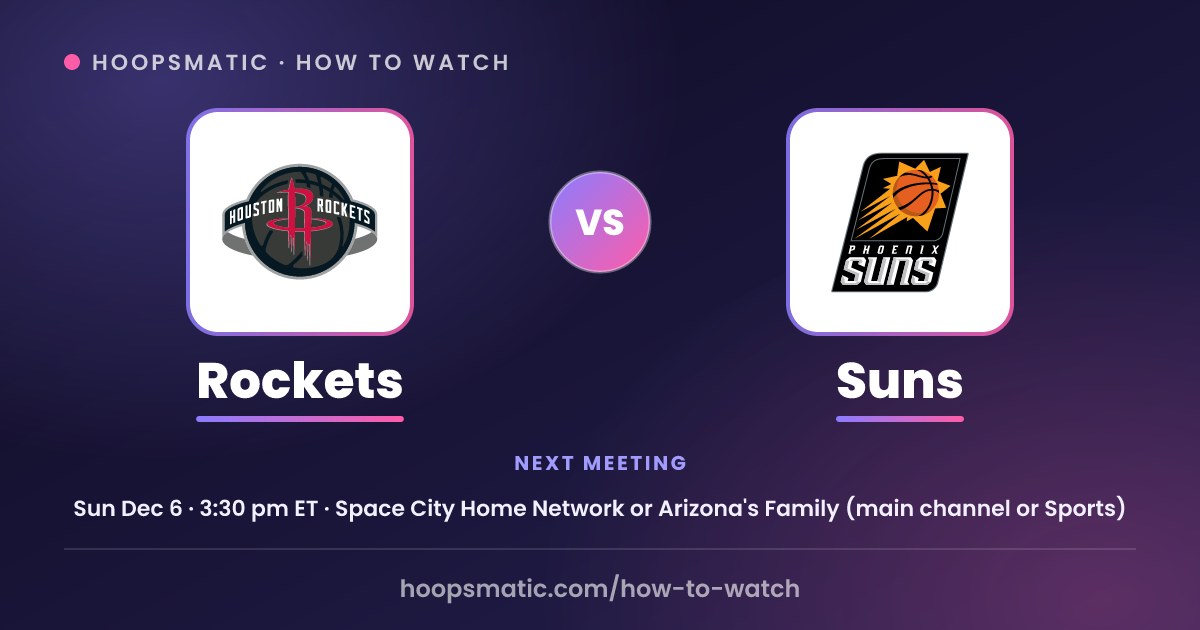 HOOPSMATIC · HOW TO WATCH
HOUSTON R ROCKETS
VS
PHOENIX
SUNS
Rockets
Suns
NEXT MEETING
Sun Dec 6 · 3:30 pm ET · Space City Home Network or Arizona's Family (main channel or Sports)
hoopsmatic.com/how-to-watch